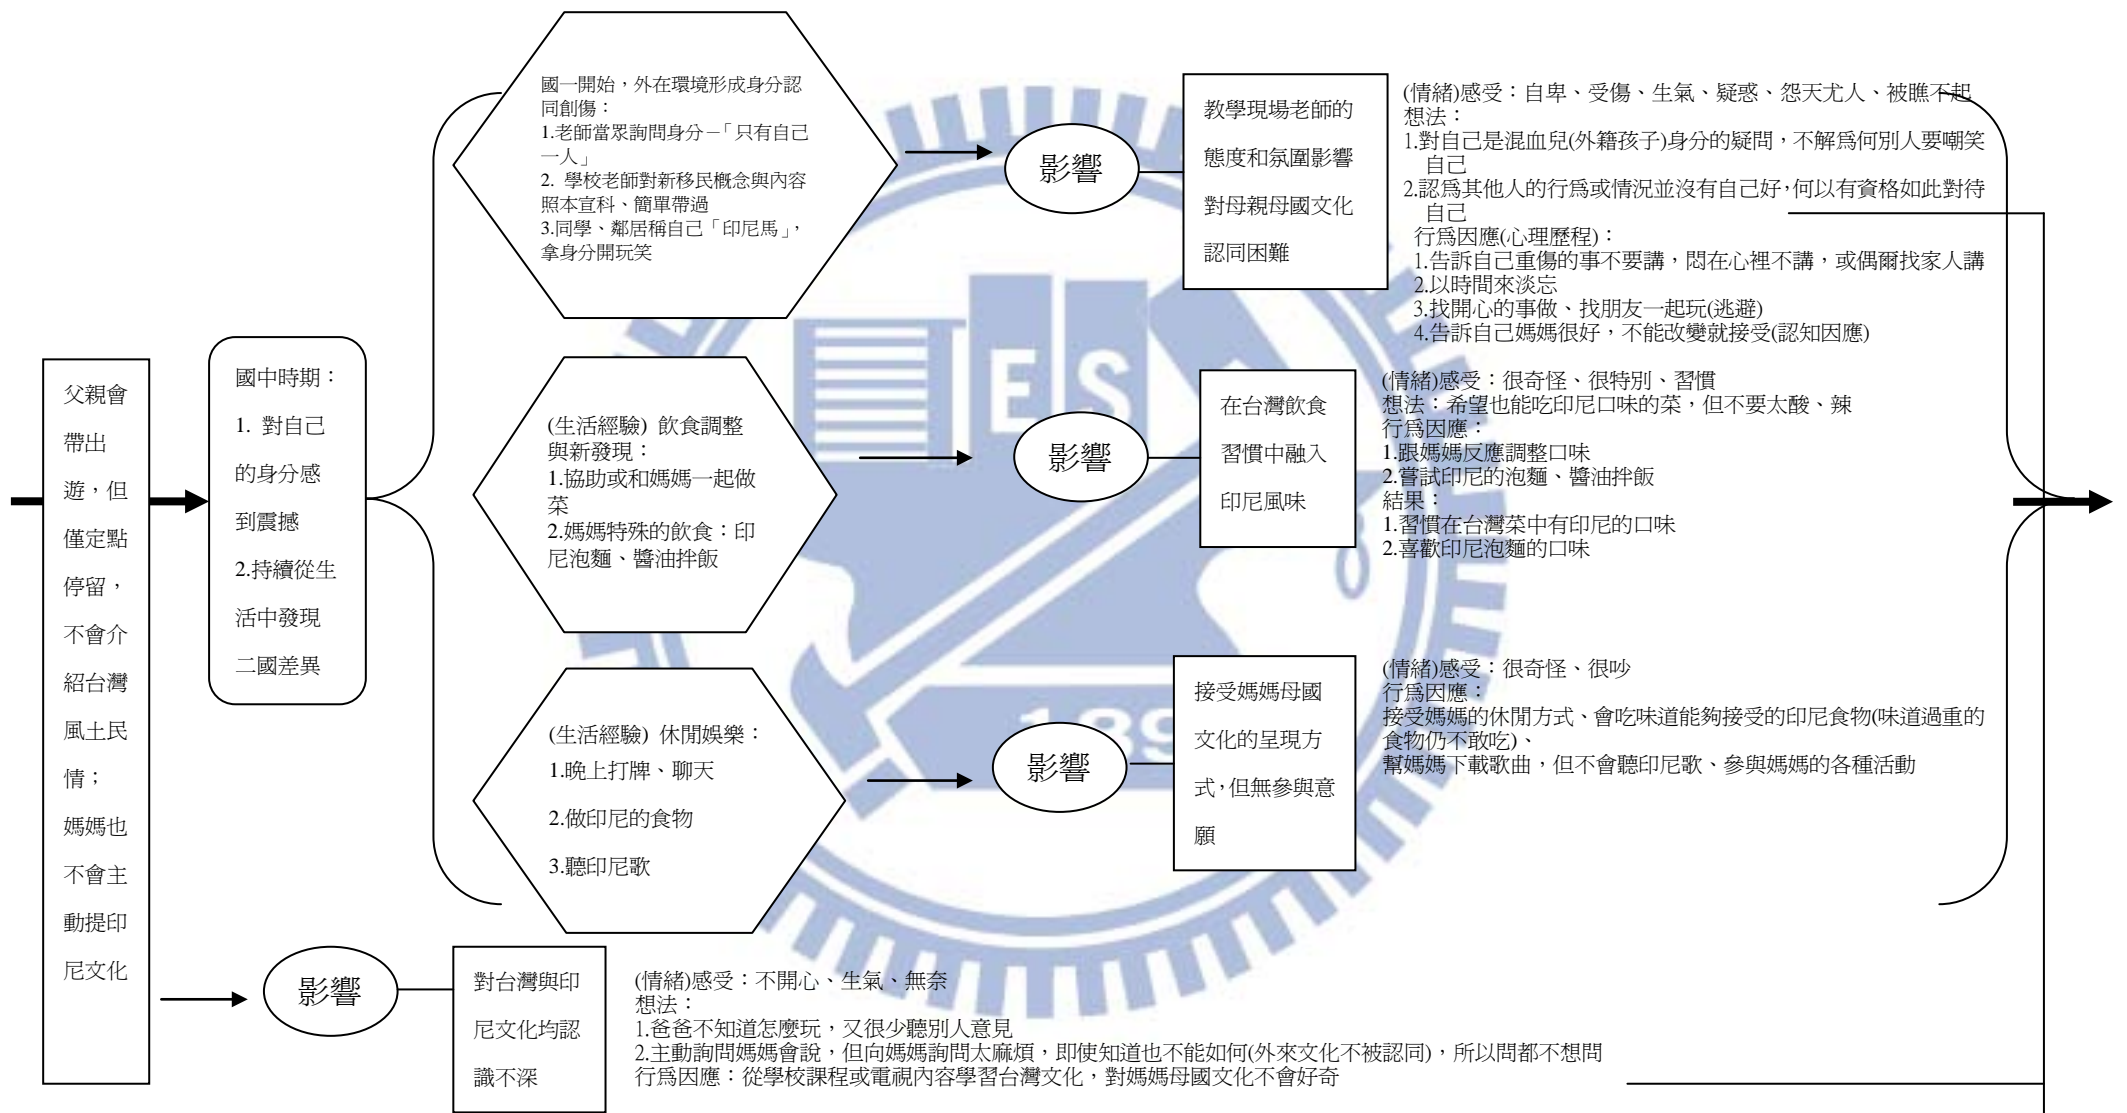 父親會
帶出
遊，但
僅定點
停留，
不會介
紹台灣
風土民
情；
媽媽也
不會主
動提印
尼文化
國中時期：
1. 對自己
的身分感
到震撼
2.持續從生
活中發現
二國差異
國一開始，外在環境形成身分認
同創傷：
1.老師當眾詢問身分－「只有自己
一人」
2. 學校老師對新移民概念與內容
照本宣科、簡單帶過
3.同學、鄰居稱自己「印尼馬」，
拿身分開玩笑
影響
教學現場老師的
態度和氛圍影響
對母親母國文化
認同困難
(情緒)感受：自卑、受傷、生氣、疑惑、怨天尤人、被瞧不起
想法：
1.對自己是混血兒(外籍孩子)身分的疑問，不解為何別人要嘲笑
自己
2.認為其他人的行為或情況並沒有自己好，何以有資格如此對待
自己
行為因應(心理歷程)：
1.告訴自己重傷的事不要講，悶在心裡不講，或偶爾找家人講
2.以時間來淡忘
3.找開心的事做、找朋友一起玩(逃避)
4.告訴自己媽媽很好，不能改變就接受(認知因應)
(生活經驗) 飲食調整
與新發現：
1.協助或和媽媽一起做
菜
2.媽媽特殊的飲食：印
尼泡麵、醬油拌飯
影響
在台灣飲食
習慣中融入
印尼風味
(情緒)感受：很奇怪、很特別、習慣
想法：希望也能吃印尼口味的菜，但不要太酸、辣
行為因應：
1.跟媽媽反應調整口味
2.嘗試印尼的泡麵、醬油拌飯
結果：
1.習慣在台灣菜中有印尼的口味
2.喜歡印尼泡麵的口味
(生活經驗) 休閒娛樂：
1.晚上打牌、聊天
2.做印尼的食物
3.聽印尼歌
影響
接受媽媽母國
文化的呈現方
式，但無參與意
願
(情緒)感受：很奇怪、很吵
行為因應：
接受媽媽的休閒方式、會吃味道能夠接受的印尼食物(味道過重的
食物仍不敢吃)、
幫媽媽下載歌曲，但不會聽印尼歌、參與媽媽的各種活動
影響
對台灣與印
尼文化均認
識不深
(情緒)感受：不開心、生氣、無奈
想法：
1.爸爸不知道怎麼玩，又很少聽別人意見
2.主動詢問媽媽會說，但向媽媽詢問太麻煩，即使知道也不能如何(外來文化不被認同)，所以問都不想問
行為因應：從學校課程或電視內容學習台灣文化，對媽媽母國文化不會好奇
ES
189